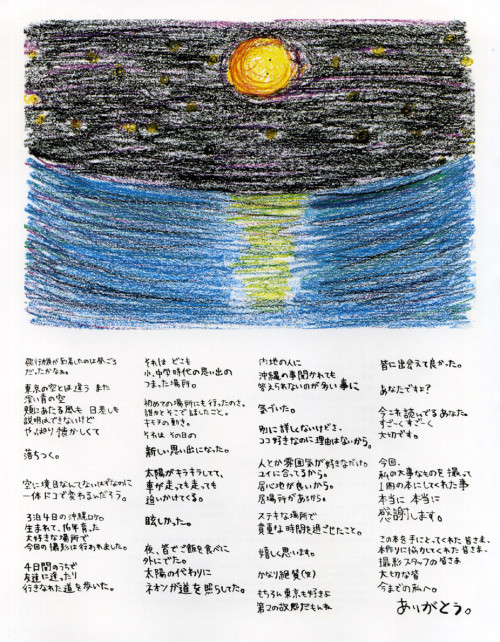 飛行機が到着したのは昼ごろ
だったかなぁ。
東京の空とは違う また
深い青の空
頬にあたる風も 日差しも
説明はできないけど
やっぱり 懐かしくて
落ちつく。
空に境目なんてないはずなのに
一体ドコで変わるんだろう。
3泊4日の沖縄ロケ。
生まれて、16年育った
大好きな場所で
今回の撮影は行われました。
4日間のうちで
友達に逢ったり
行きなれた道を歩いた。
それは どこも
小、中学時代の思い出の
つまった場所。
初めての場所にも行ったのさ。
誰かとそこで話したこと。
キモチの動き。
それは その日の
新しい思い出になった。
太陽がキラキラしてて、
車が走っても走っても
追いかけてくる。
眩しかった。
夜、皆でご飯を食べに
外にでた。
太陽の代わりに
ネオンが道を照らしてた。
内地の人に
沖縄の事聞かれても
答えられないのが多い事に
気づいた。
別に詳しくないけどさ、
ココ好きなのに理由はないから。
人とか雰囲気が好きなだけ。
ユイに合ってるから。
居心地が良いから。
居場所があるから。
ステキな場所で
貴重な時間を過ごせたこと。
嬉しく思います。
かなり絶賛(笑)
もちろん東京も好きさ
第2の故郷だもんね
皆に出会えて良かった。
あなたですよ?
今これを読んでるあなた。
すごーくすごーく
大切です。
今回、
私の大事なものを撮って
1冊の本にしてくれた事
本当に 本当に
感謝します。
この本を手にとってくれた皆さま、
本作りに協力してくれた皆さま、
撮影スタッフの皆さま
大切な皆
今までの私へ。
ありがとう。